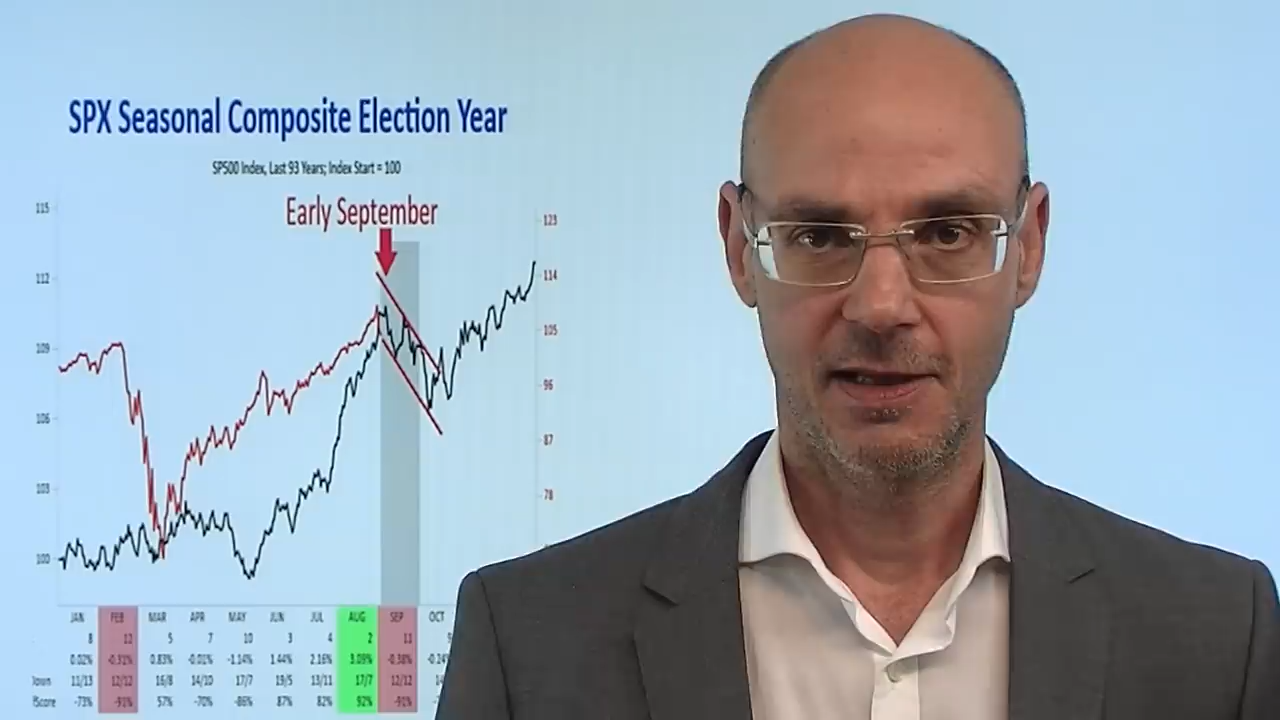 SPX Seasonal Composite Election Year
SP500 Index, Last 93 Years; Index Start = 100
Early September
115
112
109
106
103
100
123
114
105
96
87
78
JAN FEB MAR APR MAY JUN JUL AUG SEP OCT
8 12 5 7 10 3 4 2 11 9
0.02% -0.31% 0.83% -0.01% -1.14% 1.44% 2.16% 3.09% -0.38% -0.24
11/13 12/12 16/8 14/10 17/7 19/5 13/11 17/7 12/12 14
-73% -91% 57% -70% -86% 87% 82% 92% -91%